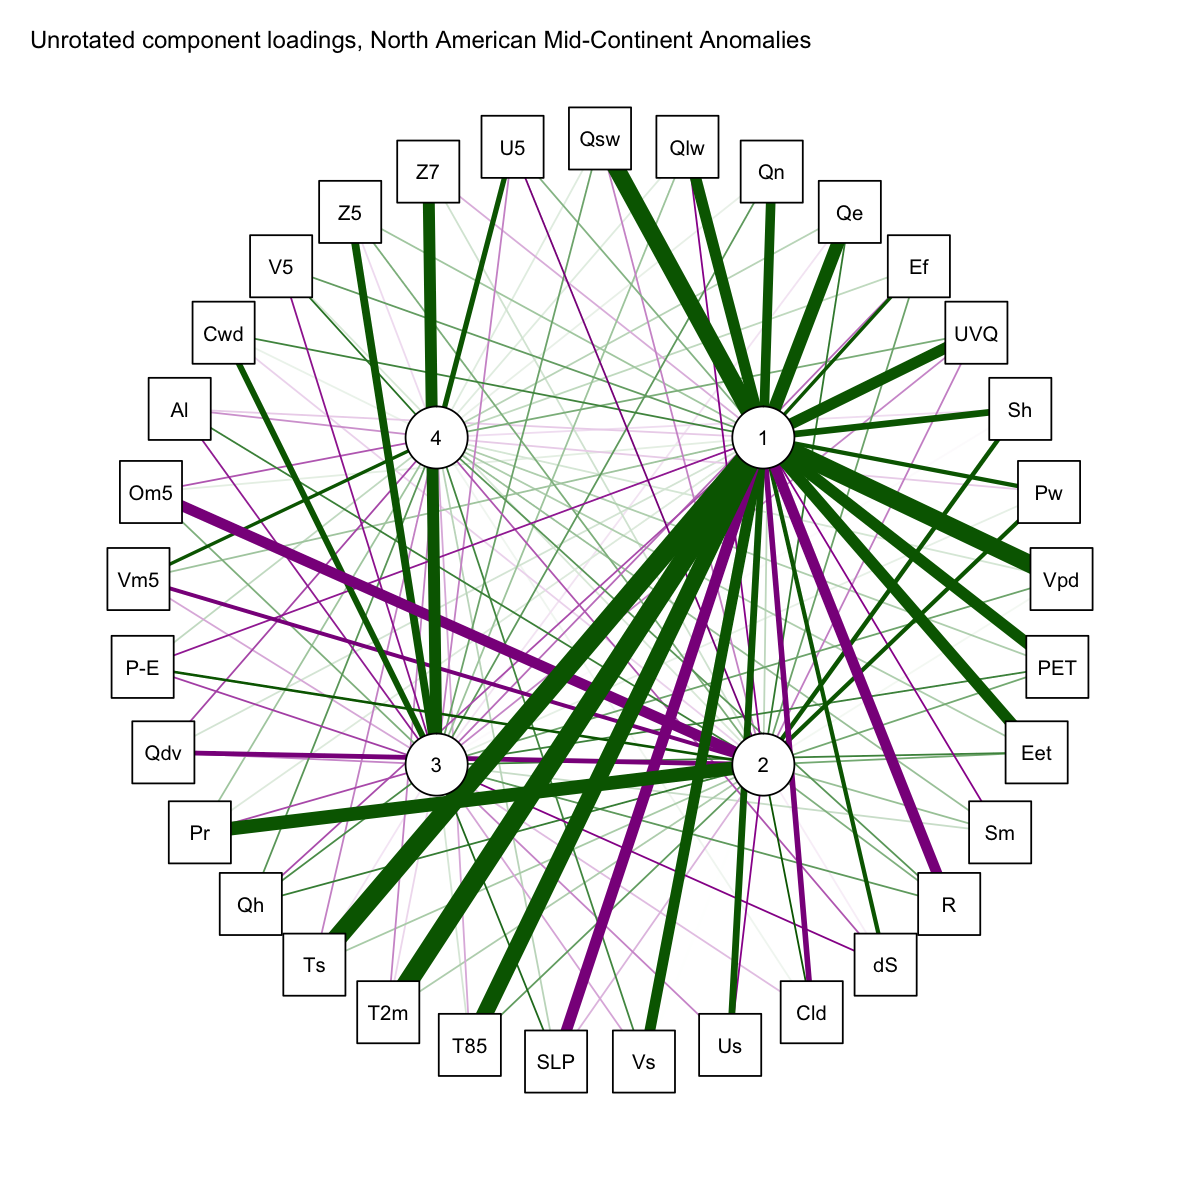 Unrotated component loadings, North American Mid-Continent Anomalies
Qsw
U5
Qlw
Z7
Qn
Z5
Qe
V5
Ef
Cwd
UVQ
Al
Sh
4
1
Om5
Pw
Vm5
Vpd
P-E
PET
Qdv
Eet
3
2
Pr
Sm
Qh
R
Ts
dS
T2m
Cld
T85
Us
SLP
Vs